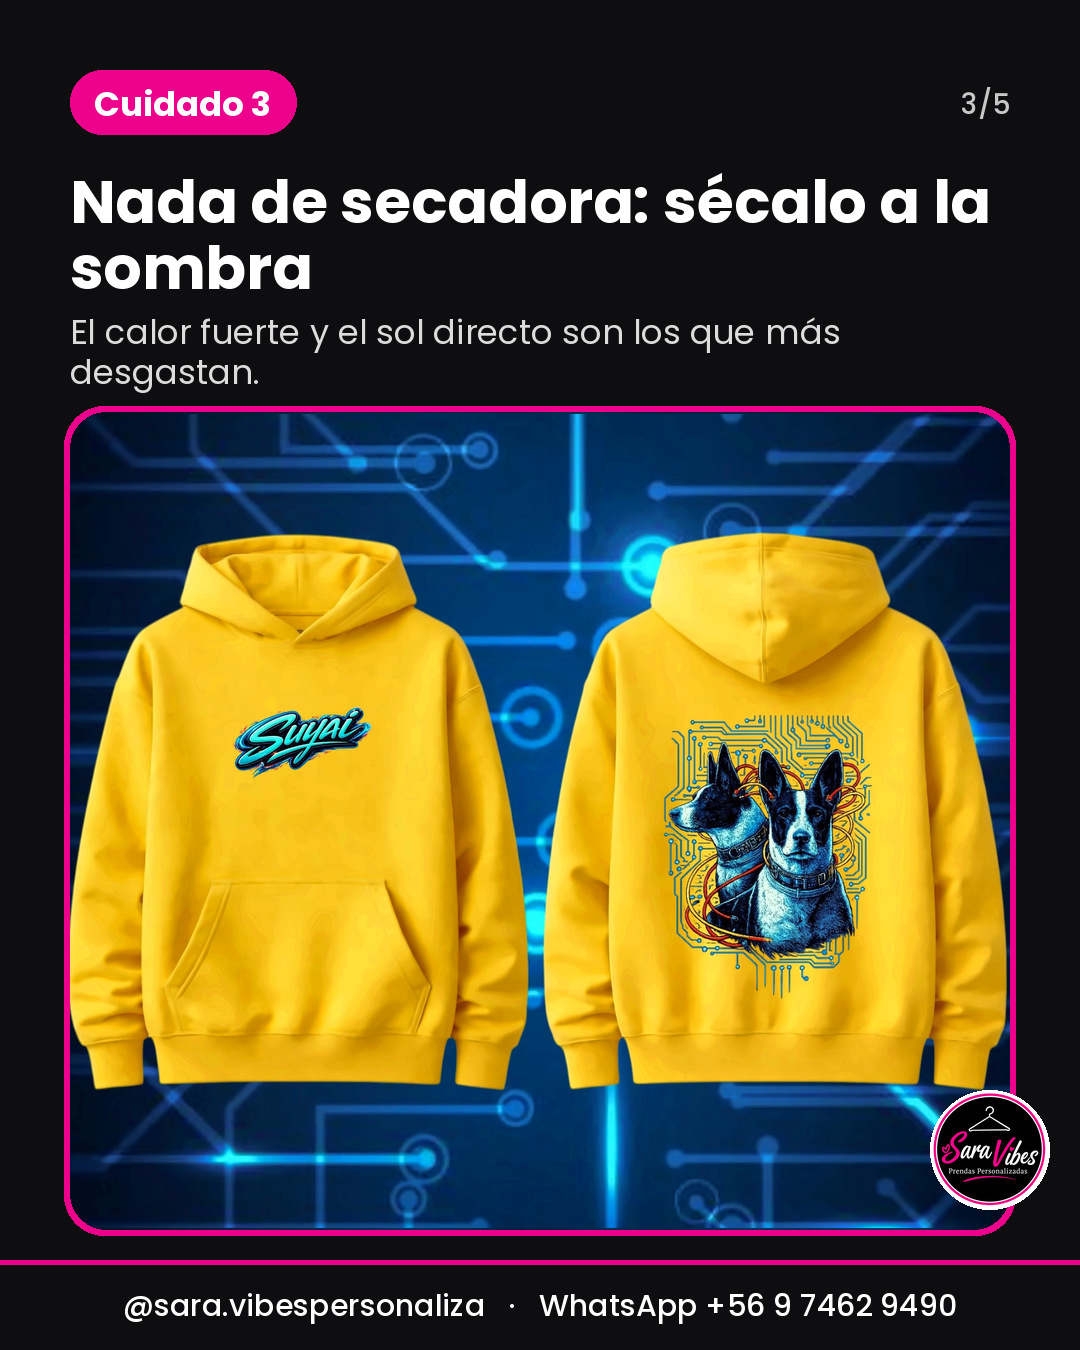 Cuidado 3
3/5
Nada de secadora: sécalo a la
sombra
El calor fuerte y el sol directo son los que más
desgastan.
Suyai
Sara Vibes
Prendas Personalizadas
@sara.vibespersonaliza · WhatsApp +56 9 7462 9490